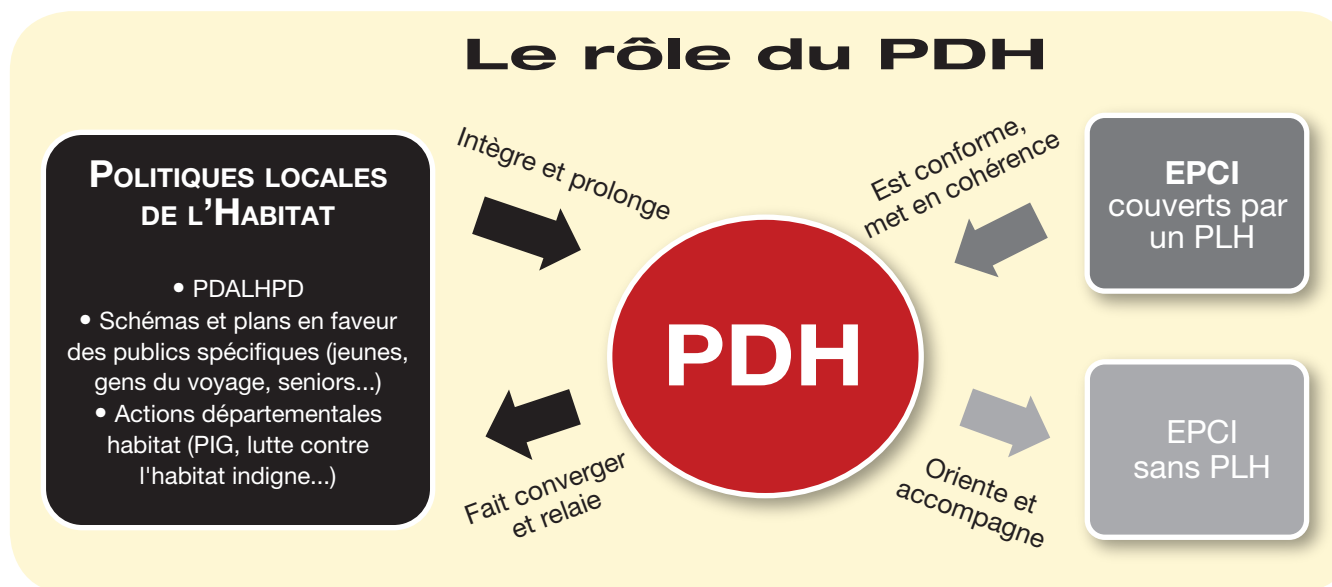 Le rôle du PDH
POLITIQUES LOCALES
DE L'HABITAT
• PDALHPD
• Schémas et plans en faveur
des publics spécifiques (jeunes,
gens du voyage, seniors...)
• Actions départementales
habitat (PIG, lutte contre
l'habitat indigne...)
Intègre et prolonge
Fait converger
et relaie
PDH
Est conforme,
met en cohérence
Oriente et
accompagne
EPCI
couverts par
un PLH
EPCI
sans PLH